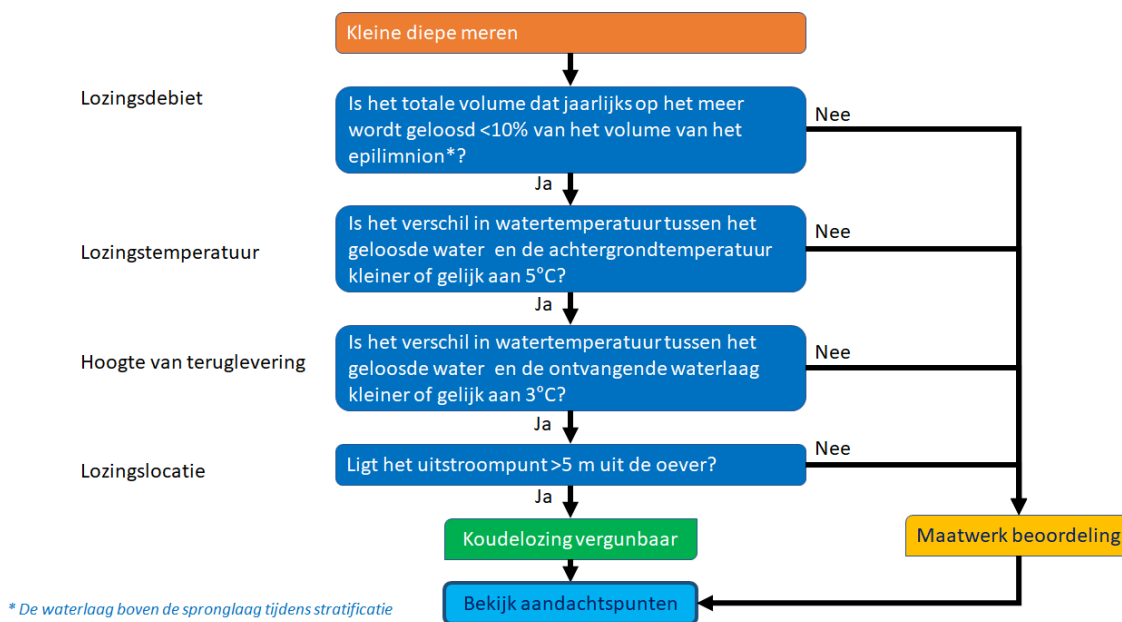 Kleine diepe meren
Lozingsdebiet
Is het totale volume dat jaarlijks op het meer
wordt geloosd <10% van het volume van het
epilimnion*?
Nee
Ja
Lozingstemperatuur
Is het verschil in watertemperatuur tussen het
geloosde water en de achtergrondtemperatuur
kleiner of gelijk aan 5°C?
Nee
Ja
Hoogte van teruglevering
Is het verschil in watertemperatuur tussen het
geloosde water en de ontvangende waterlaag
kleiner of gelijk aan 3°C?
Nee
Ja
Lozingslocatie
Ligt het uitstroompunt >5 m uit de oever?
Nee
Ja
Koudelozing vergunbaar
Maatwerk beoordeling
Bekijk aandachtspunten
* De waterlaag boven de spronglaag tijdens stratificatie